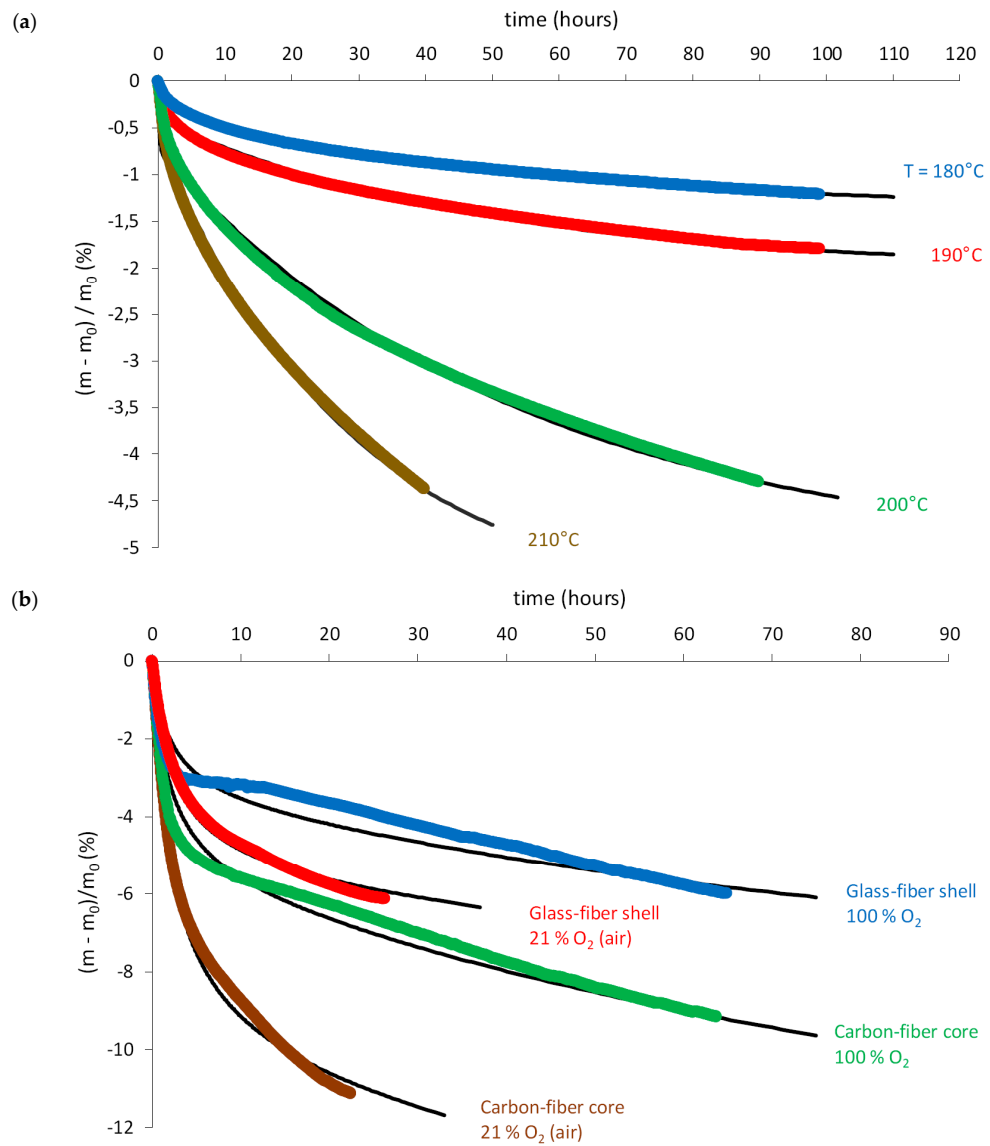 (a)
time (hours)
0 10 20 30 40 50 60 70 80 90 100 110 120
0
-0,5
-1
-1,5
-2
-2,5
-3
-3,5
-4
-4,5
-5
(m - m₀) / m₀ (%)
T = 180°C
190°C
200°C
210°C
(b)
time (hours)
0 10 20 30 40 50 60 70 80 90
0
-2
-4
-6
-8
-10
-12
(m - m₀)/m₀ (%)
Glass-fiber shell
100 % O₂
Glass-fiber shell
21 % O₂ (air)
Carbon-fiber core
100 % O₂
Carbon-fiber core
21 % O₂ (air)